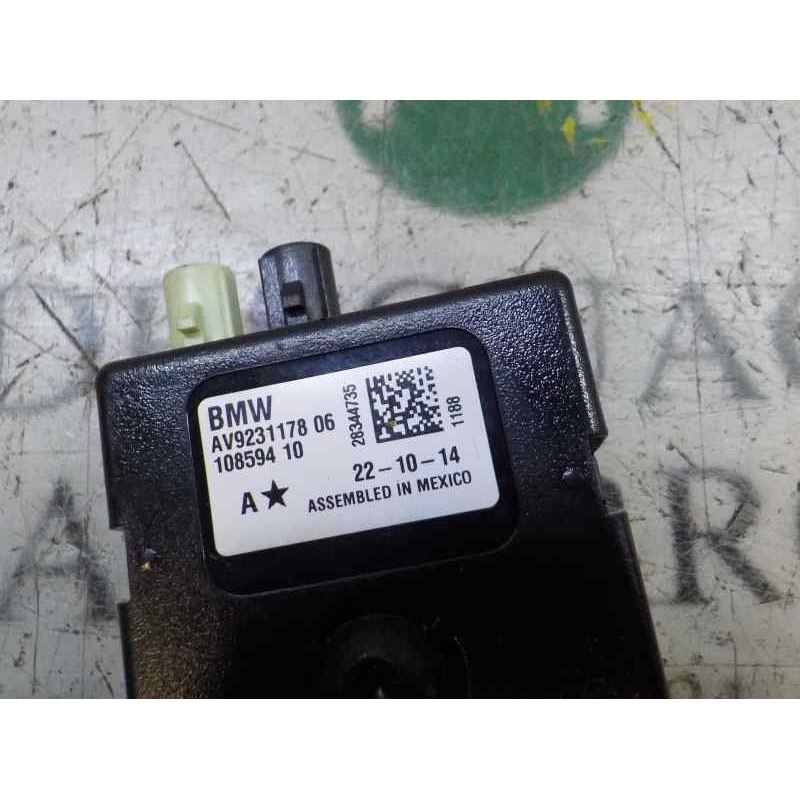 BMW
AV9231178 06
108594 10
A★
28344735
1188
22-10-14
ASSEMBLED IN MEXICO